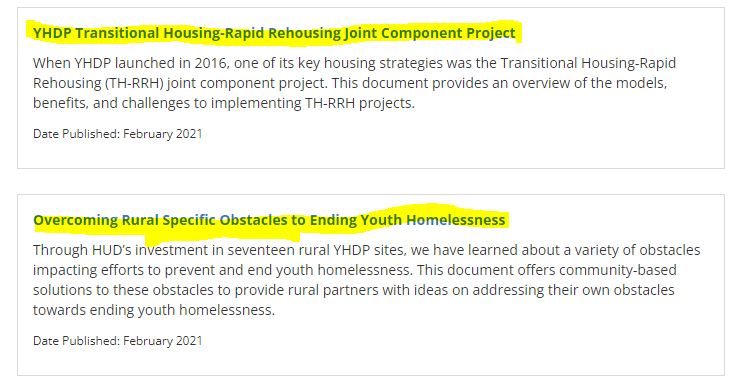 YHDP Transitional Housing-Rapid Rehousing Joint Component Project
When YHDP launched in 2016, one of its key housing strategies was the Transitional Housing-Rapid
Rehousing (TH-RRH) joint component project. This document provides an overview of the models,
benefits, and challenges to implementing TH-RRH projects.
Date Published: February 2021
Overcoming Rural Specific Obstacles to Ending Youth Homelessness
Through HUD’s investment in seventeen rural YHDP sites, we have learned about a variety of obstacles
impacting efforts to prevent and end youth homelessness. This document offers community-based
solutions to these obstacles to provide rural partners with ideas on addressing their own obstacles
towards ending youth homelessness.
Date Published: February 2021